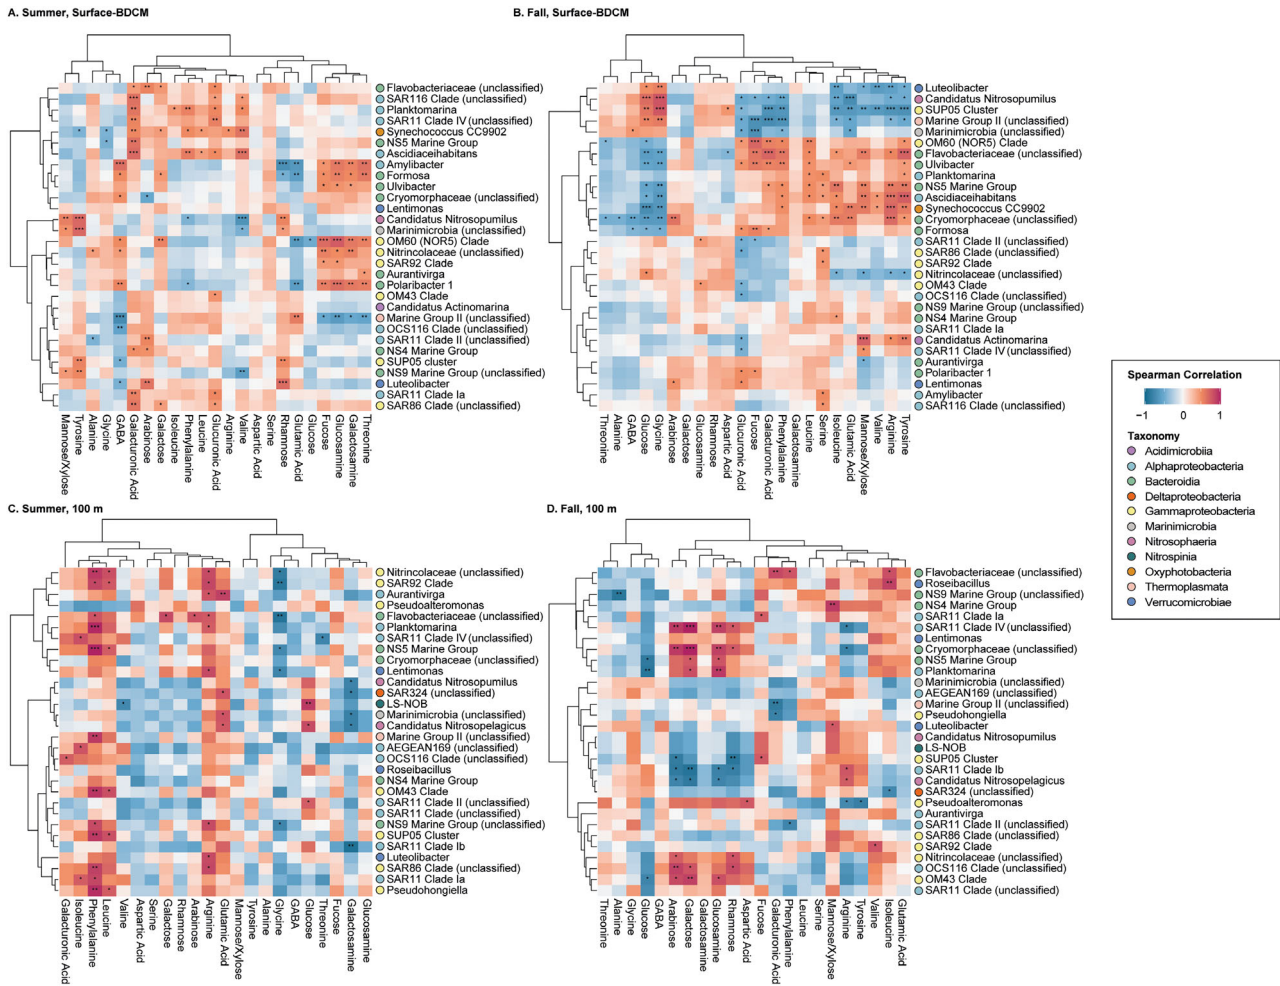 A. Summer, Surface-BDCM
Flavobacteriaceae (unclassified)
SAR116 Clade (unclassified)
Planktomarina
SAR11 Clade IV (unclassified)
Synechococcus CC9902
NS5 Marine Group
Ascidiaceihabitans
Amylibacter
Formosa
Ulvibacter
Cryomorphaceae (unclassified)
Lentimonas
Candidatus Nitrosopumilus
Marinimicrobia (unclassified)
OM60 (NOR5) Clade
Nitrincolaceae (unclassified)
SAR92 Clade
Aurantivirga
Polaribacter 1
OM43 Clade
Candidatus Actinomarina
Marine Group II (unclassified)
OCS116 Clade (unclassified)
SAR11 Clade II (unclassified)
NS4 Marine Group
SUP05 cluster
NS9 Marine Group (unclassified)
Luteolibacter
SAR11 Clade Ia
SAR86 Clade (unclassified)
Mannose/Xylose
Tyrosine
Alanine
Glycine
GABA
Galacturonic Acid
Arabinose
Galactose
Isoleucine
Phenylalanine
Leucine
Glucuronic Acid
Arginine
Valine
Aspartic Acid
Serine
Rhamnose
Glutamic Acid
Glucose
Fucose
Glucosamine
Galactosamine
Threonine
B. Fall, Surface-BDCM
Luteolibacter
Candidatus Nitrosopumilus
SUP05 Cluster
Marine Group II (unclassified)
Marinimicrobia (unclassified)
OM60 (NOR5) Clade
Flavobacteriaceae (unclassified)
Ulvibacter
Planktomarina
NS5 Marine Group
Ascidiaceihabitans
Synechococcus CC9902
Cryomorphaceae (unclassified)
Formosa
SAR11 Clade II (unclassified)
SAR86 Clade
SAR92 Clade
Nitrincolaceae (unclassified)
OM43 Clade
OCS116 Clade (unclassified)
NS9 Marine Group (unclassified)
NS4 Marine Group
SAR11 Clade Ia
Candidatus Actinomarina
SAR11 Clade IV (unclassified)
Aurantivirga
Polaribacter 1
Lentimonas
Amylibacter
SAR116 Clade (unclassified)
Threonine
Alanine
GABA
Glucose
Glycine
Arabinose
Galactose
Glucosamine
Rhamnose
Aspartic Acid
Glucuronic Acid
Fucose
Galacturonic Acid
Phenylalanine
Galactosamine
Leucine
Serine
Isoleucine
Glutamic Acid
Mannose/Xylose
Valine
Arginine
Tyrosine
C. Summer, 100 m
Nitrincolaceae (unclassified)
SAR92 Clade
Aurantivirga
Pseudoalteromonas
Flavobacteriaceae (unclassified)
Planktomarina
SAR11 Clade IV (unclassified)
NS5 Marine Group
Cryomorphaceae (unclassified)
Lentimonas
Candidatus Nitrosopumilus
SAR324 (unclassified)
LS-NOB
Marinimicrobia (unclassified)
Candidatus Nitrosopelagicus
Marine Group II (unclassified)
AEGEAN169 (unclassified)
OCS116 Clade (unclassified)
Roseibacillus
NS4 Marine Group
OM43 Clade
SAR11 Clade II (unclassified)
SAR11 Clade (unclassified)
NS9 Marine Group (unclassified)
SUP05 Cluster
SAR11 Clade Ib
Luteolibacter
SAR86 Clade (unclassified)
SAR11 Clade Ia
Pseudohongiella
Galacturonic Acid
Isoleucine
Phenylalanine
Leucine
Valine
Aspartic Acid
Serine
Galactose
Rhamnose
Arabinose
Arginine
Glutamic Acid
Mannose/Xylose
Tyrosine
Alanine
Glycine
GABA
Glucose
Threonine
Fucose
Galactosamine
Glucosamine
D. Fall, 100 m
Flavobacteriaceae (unclassified)
Roseibacillus
NS9 Marine Group (unclassified)
NS4 Marine Group
SAR11 Clade Ia
SAR11 Clade IV (unclassified)
Lentimonas
Cryomorphaceae (unclassified)
NS5 Marine Group
Planktomarina
Marinimicrobia (unclassified)
AEGEAN169 (unclassified)
Marine Group II (unclassified)
Pseudohongiella
Luteolibacter
Candidatus Nitrosopumilus
LS-NOB
SUP05 Cluster
SAR11 Clade Ib
Candidatus Nitrosopelagicus
SAR324 (unclassified)
Pseudoalteromonas
Aurantivirga
SAR11 Clade II (unclassified)
SAR86 Clade (unclassified)
SAR92 Clade
Nitrincolaceae (unclassified)
OCS116 Clade (unclassified)
OM43 Clade
SAR11 Clade (unclassified)
Threonine
Alanine
Glycine
Glucose
GABA
Arabinose
Galactose
Galactosamine
Glucosamine
Rhamnose
Aspartic Acid
Fucose
Galacturonic Acid
Phenylalanine
Leucine
Serine
Mannose/Xylose
Arginine
Tyrosine
Valine
Isoleucine
Glutamic Acid
Spearman Correlation
−1 0 1
Taxonomy
Acidimicrobiia
Alphaproteobacteria
Bacteroidia
Deltaproteobacteria
Gammaproteobacteria
Marinimicrobia
Nitrosophaeria
Nitrospinia
Oxyphotobacteria
Thermoplasmata
Verrucomicrobiae